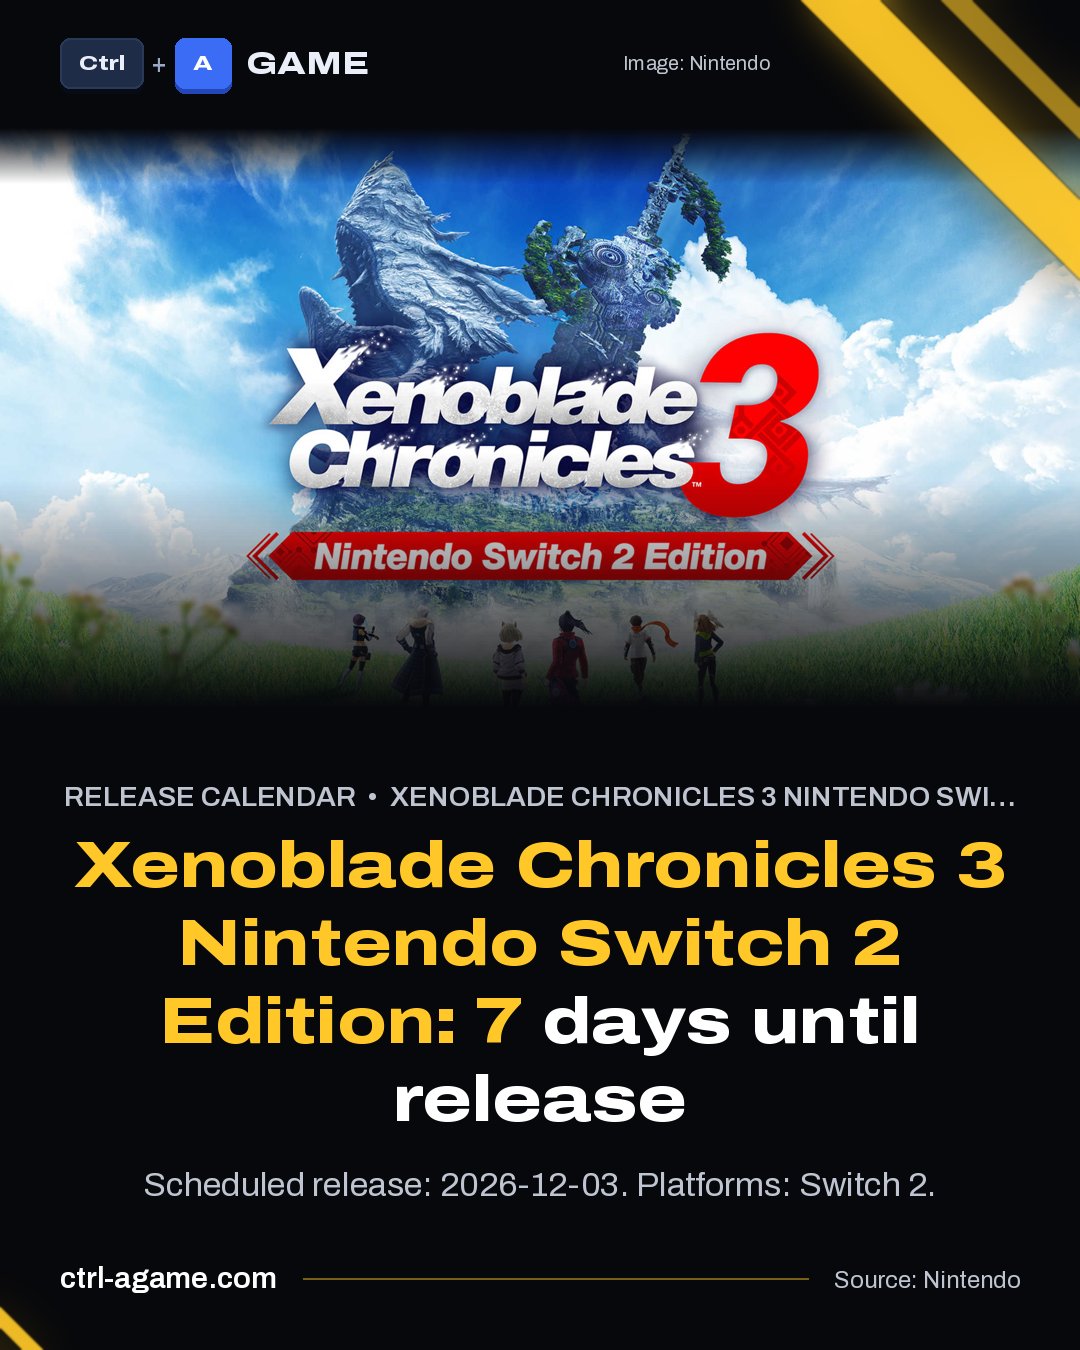 Ctrl + A GAME
Image: Nintendo
Xenoblade
Chronicles 3
™
Nintendo Switch 2 Edition
RELEASE CALENDAR • XENOBLADE CHRONICLES 3 NINTENDO SWI...
Xenoblade Chronicles 3
Nintendo Switch 2
Edition: 7 days until
release
Scheduled release: 2026-12-03. Platforms: Switch 2.
ctrl-agame.com
Source: Nintendo